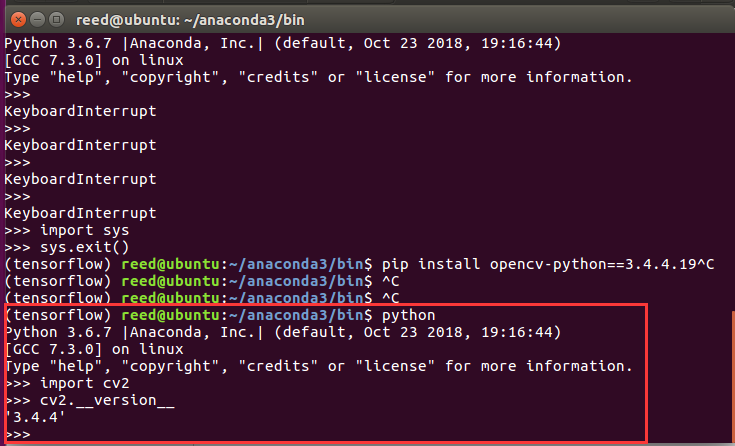 reed@ubuntu: ~/anaconda3/bin
Python 3.6.7 |Anaconda, Inc.| (default, Oct 23 2018, 19:16:44)
[GCC 7.3.0] on linux
Type "help", "copyright", "credits" or "license" for more information.
>>>
KeyboardInterrupt
>>>
KeyboardInterrupt
>>>
KeyboardInterrupt
>>>
KeyboardInterrupt
>>> import sys
>>> sys.exit()
(tensorflow) reed@ubuntu:~/anaconda3/bin$ pip install opencv-python==3.4.4.19^C
(tensorflow) reed@ubuntu:~/anaconda3/bin$ ^C
(tensorflow) reed@ubuntu:~/anaconda3/bin$ ^C
(tensorflow) reed@ubuntu:~/anaconda3/bin$ python
Python 3.6.7 |Anaconda, Inc.| (default, Oct 23 2018, 19:16:44)
[GCC 7.3.0] on linux
Type "help", "copyright", "credits" or "license" for more information.
>>> import cv2
>>> cv2.__version__
'3.4.4'
>>>